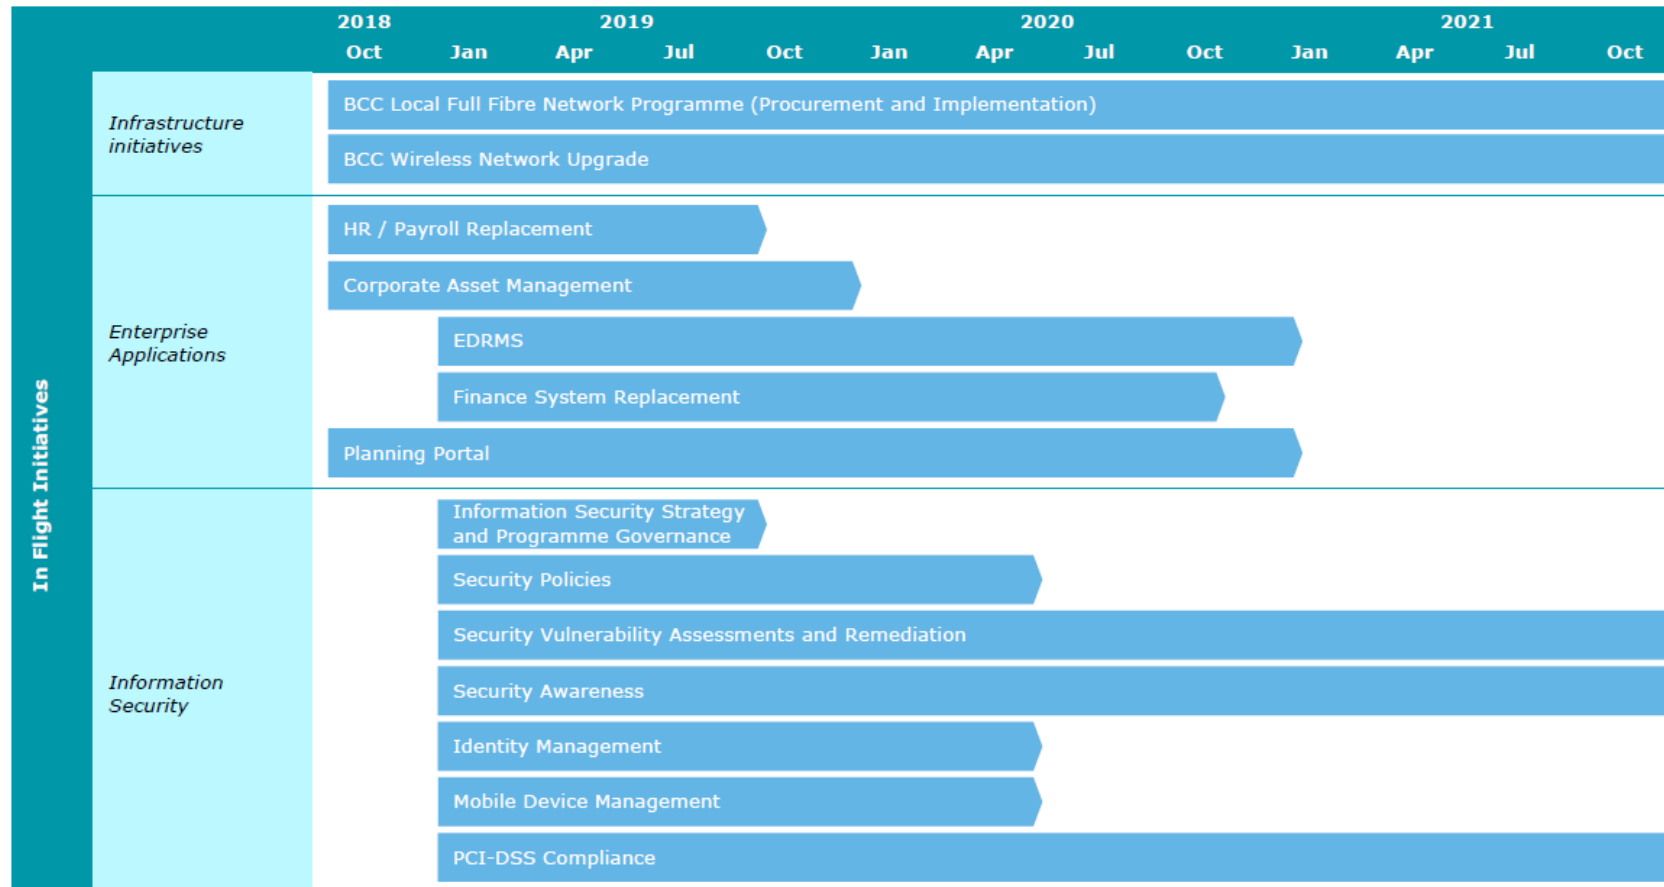 2018 2019 2020 2021
Oct Jan Apr Jul Oct Jan Apr Jul Oct Jan Apr Jul Oct
In Flight Initiatives
Infrastructure
initiatives
BCC Local Full Fibre Network Programme (Procurement and Implementation)
BCC Wireless Network Upgrade
Enterprise
Applications
HR / Payroll Replacement
Corporate Asset Management
EDRMS
Finance System Replacement
Planning Portal
Information
Security
Information Security Strategy
and Programme Governance
Security Policies
Security Vulnerability Assessments and Remediation
Security Awareness
Identity Management
Mobile Device Management
PCI-DSS Compliance